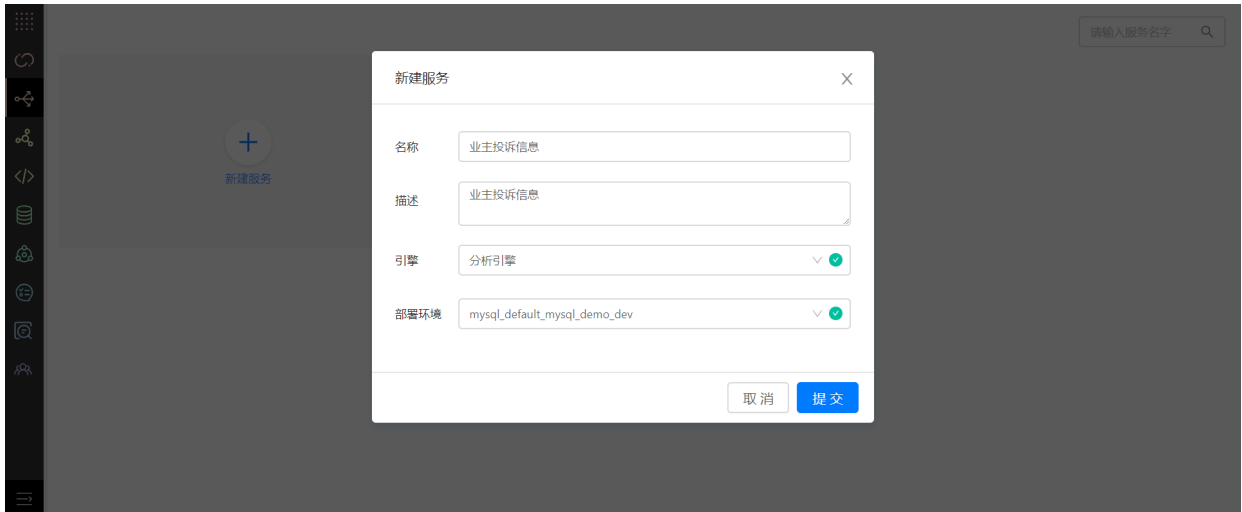 请输入服务名字
新建服务
新建服务
名称
业主投诉信息
描述
业主投诉信息
引擎
分析引擎
部署环境
mysql_default_mysql_demo_dev
取 消
提 交